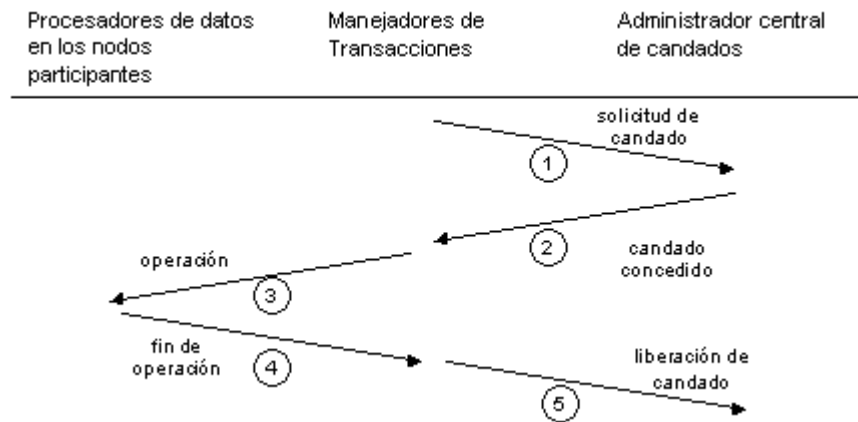 Procesadores de datos
en los nodos
participantes
Manejadores de
Transacciones
Administrador central
de candados
solicitud de
candado
1
2
candado
concedido
operación
3
fin de
operación
4
liberación de
candado
5